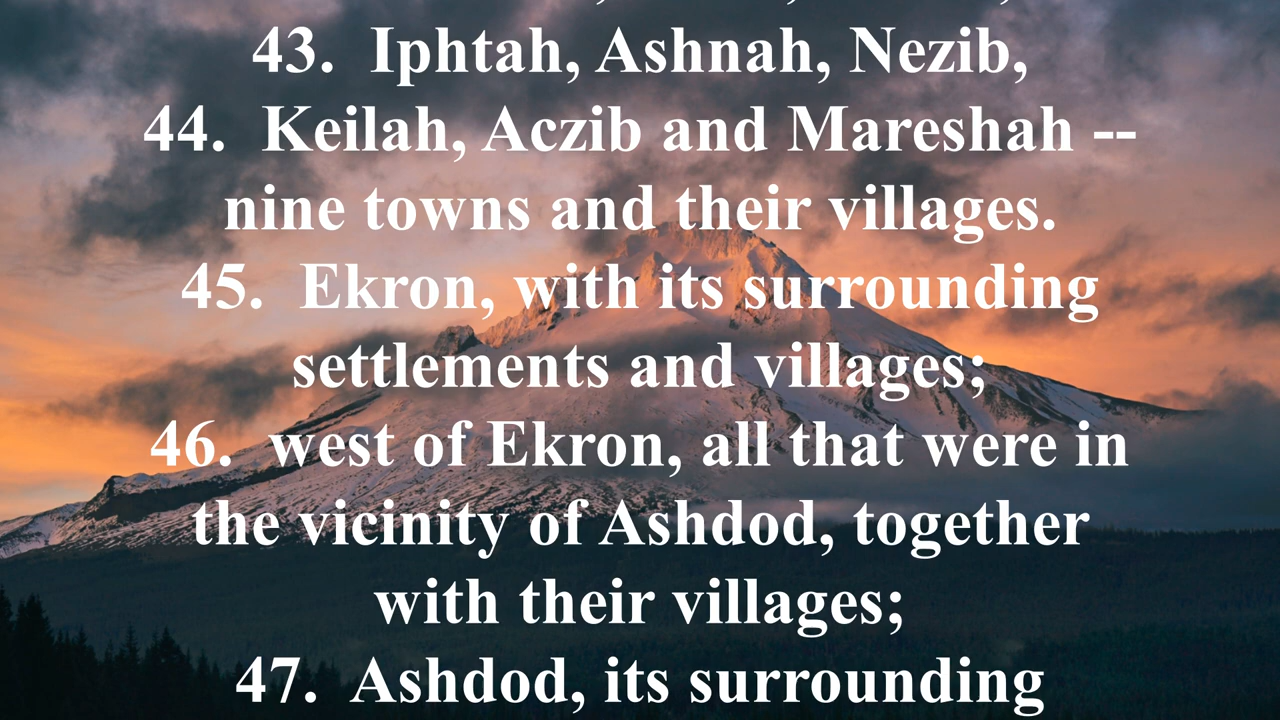 43. Iphtah, Ashnah, Nezib,
44. Keilah, Aczib and Mareshah --
nine towns and their villages.
45. Ekron, with its surrounding
settlements and villages;
46. west of Ekron, all that were in
the vicinity of Ashdod, together
with their villages;
47. Ashdod, its surrounding